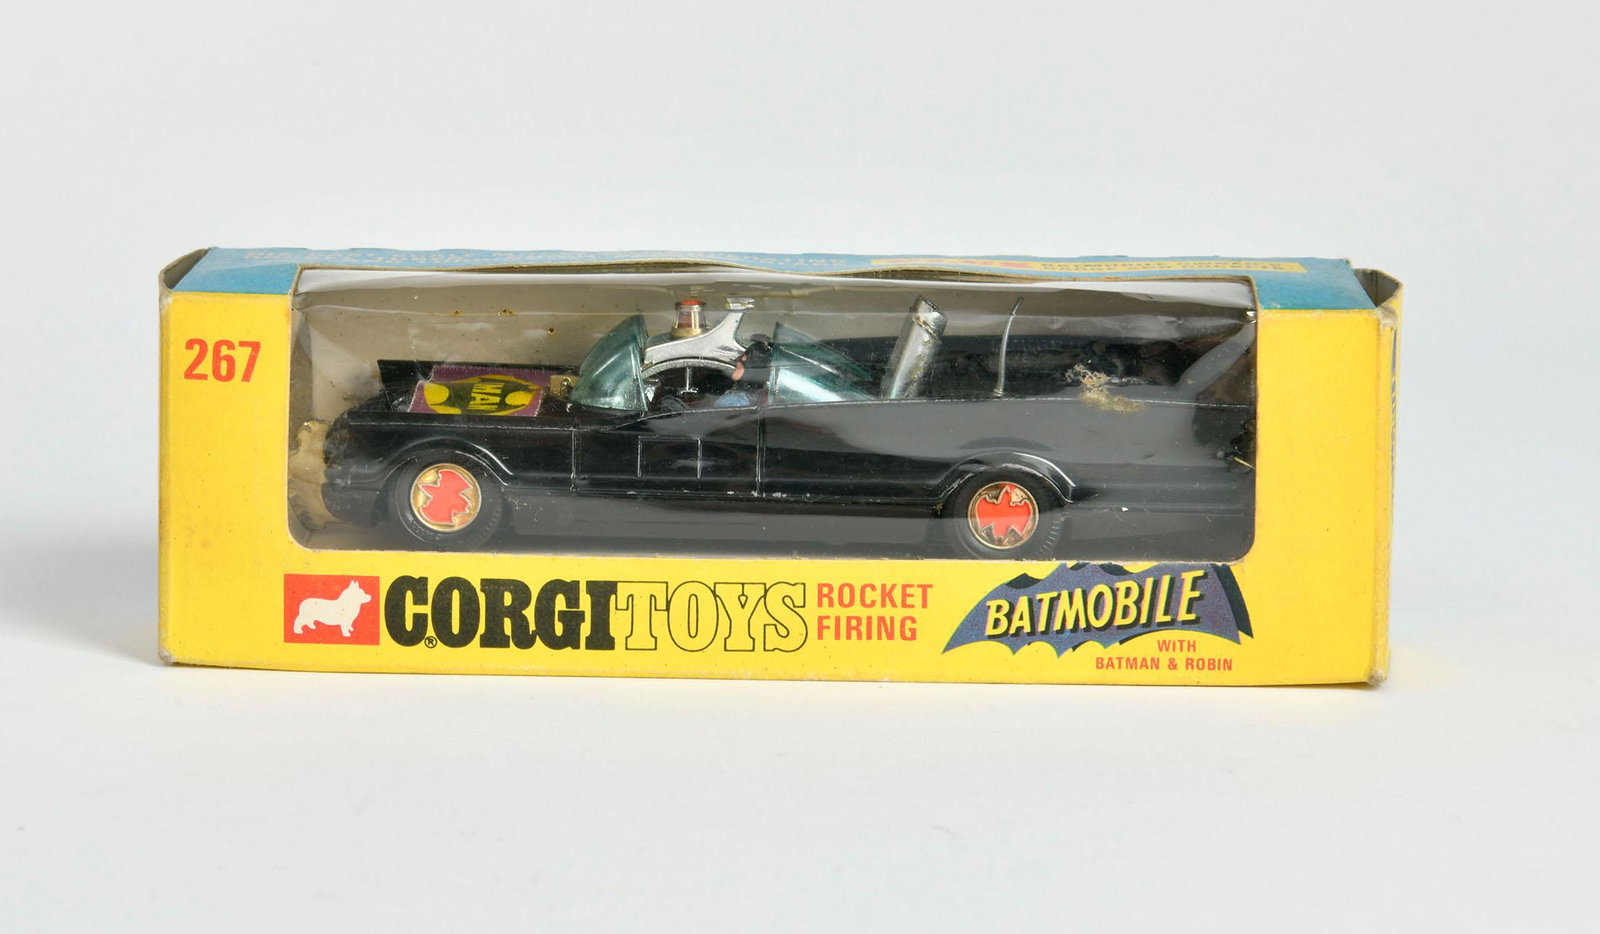 267
CORGI TOYS
®
ROCKET
FIRING
BATMOBILE
WITH
BATMAN & ROBIN